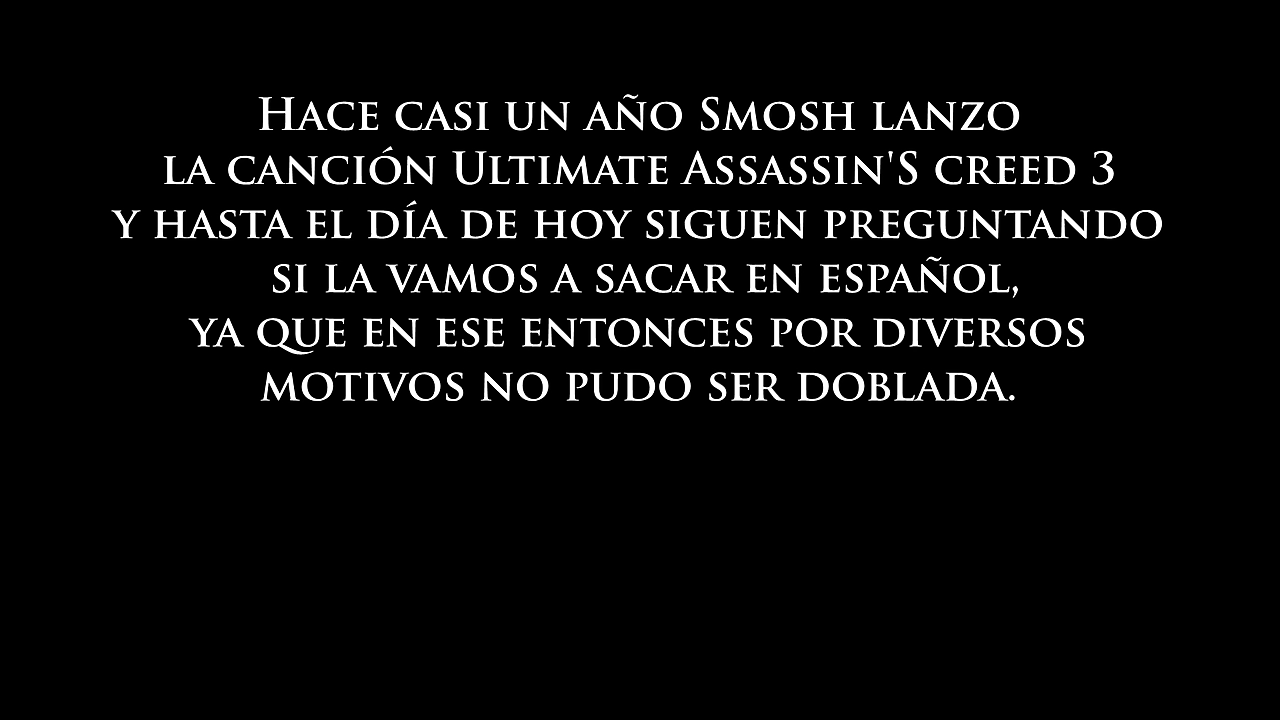 Hace casi un año Smosh lanzo
la canción Ultimate Assassin'S creed 3
y hasta el día de hoy siguen preguntando
si la vamos a sacar en español,
ya que en ese entonces por diversos
motivos no pudo ser doblada.